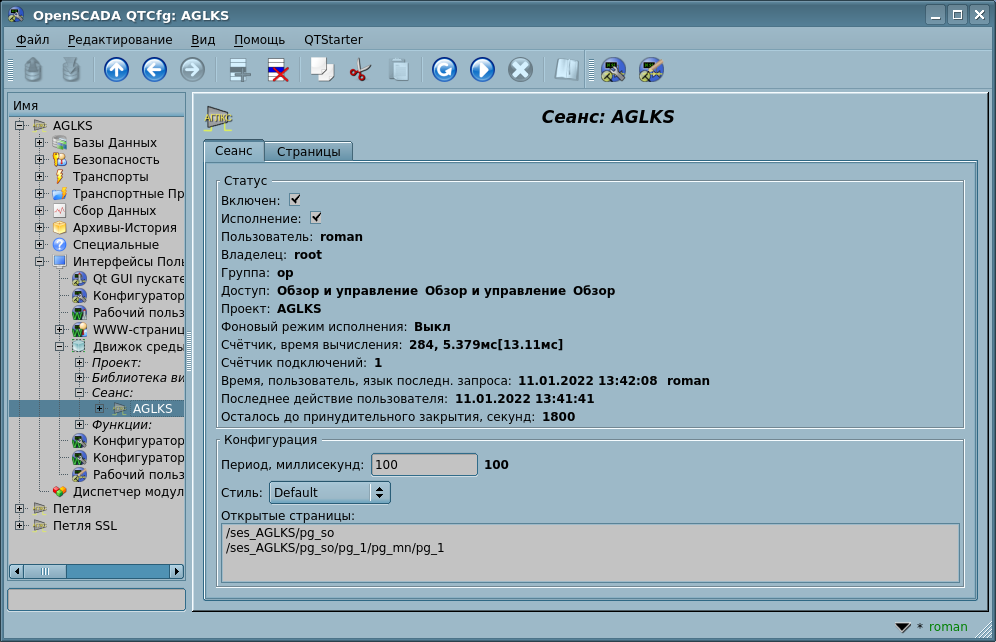 OpenSCADA QTCfg: AGLKS
Файл Редактирование Вид Помощь QTStarter
Имя
AGLKS
Базы Данных
Безопасность
Транспорты
Транспортные Пр
Сбор Данных
Архивы-История
Специальные
Интерфейсы Поль
Qt GUI пускате
Конфигуратор
Рабочий польз
WWW-страниц
Движок среды
Проект:
Библиотека ви
Сеанс:
AGLKS
Функции:
Конфигуратор
Конфигуратор
Рабочий польз
Диспетчер модул
Петля
Петля SSL
АГЛКС
Сеанс: AGLKS
Сеанс Страницы
Статус
Включен:
Исполнение:
Пользователь: roman
Владелец: root
Группа: op
Доступ: Обзор и управление Обзор и управление Обзор
Проект: AGLKS
Фоновый режим исполнения: Выкл
Счётчик, время вычисления: 284, 5.379мс[13.11мс]
Счётчик подключений: 1
Время, пользователь, язык последн. запроса: 11.01.2022 13:42:08 roman
Последнее действие пользователя: 11.01.2022 13:41:41
Осталось до принудительного закрытия, секунд: 1800
Конфигурация
Период, миллисекунд: 100 100
Стиль: Default
Открытые страницы:
/ses_AGLKS/pg_so
/ses_AGLKS/pg_so/pg_1/pg_mn/pg_1
* roman